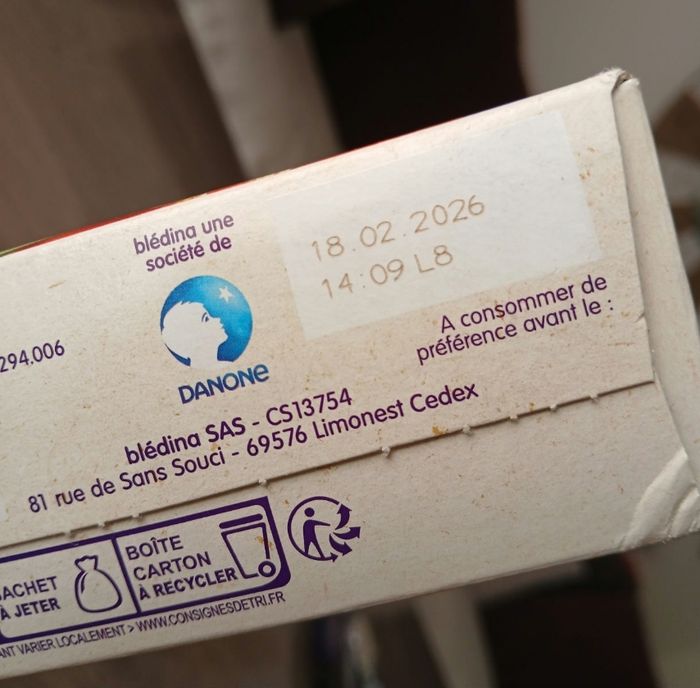 blédina une
société de
DANONE
18.02.2026
14:09 L8
A consommer de
préférence avant le :
294.006
blédina SAS - CS13754
81 rue de Sans Souci - 69576 Limonest Cedex
SACHET
À JETER
BOÎTE
CARTON
À RECYCLER
VARIER LOCALEMENT > WWW.CONSIGNESDETRI.FR